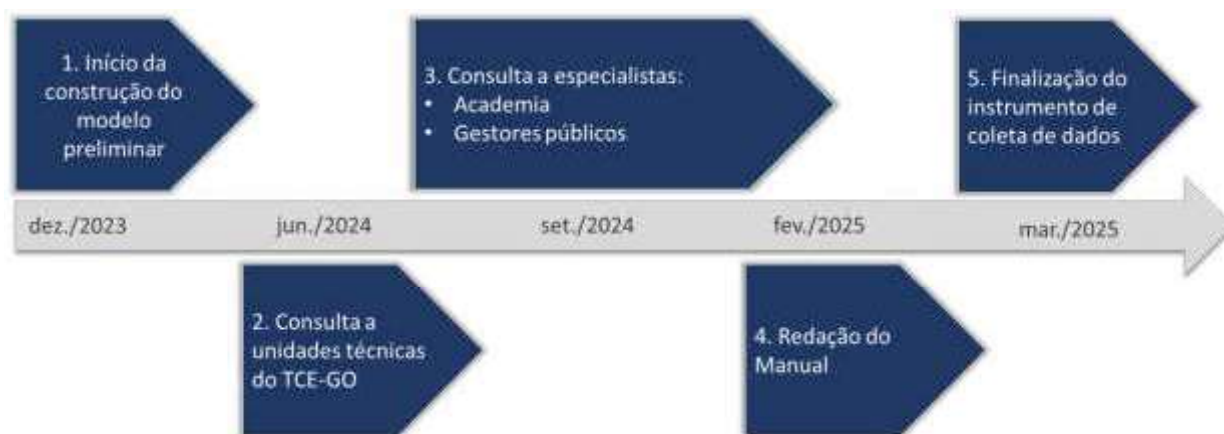 1. Início da
construção do
modelo
preliminar
3. Consulta a especialistas:
• Academia
• Gestores públicos
5. Finalização do
instrumento de
coleta de dados
dez./2023
jun./2024
set./2024
fev./2025
mar./2025
2. Consulta a
unidades técnicas
do TCE-GO
4. Redação do
Manual